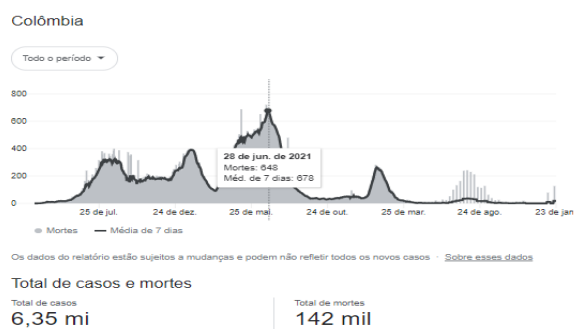 Colômbia
Todo o período
800
600
400
200
0
28 de jun. de 2021
Mortes: 648
Méd. de 7 dias: 678
25 de jul.
24 de dez.
25 de mai.
24 de out.
25 de mar.
24 de ago.
23 de jan
Mortes
Média de 7 dias
Os dados do relatório estão sujeitos a mudanças e podem não refletir todos os novos casos · Sobre esses dados
Total de casos e mortes
Total de casos
6,35 mi
Total de mortes
142 mil